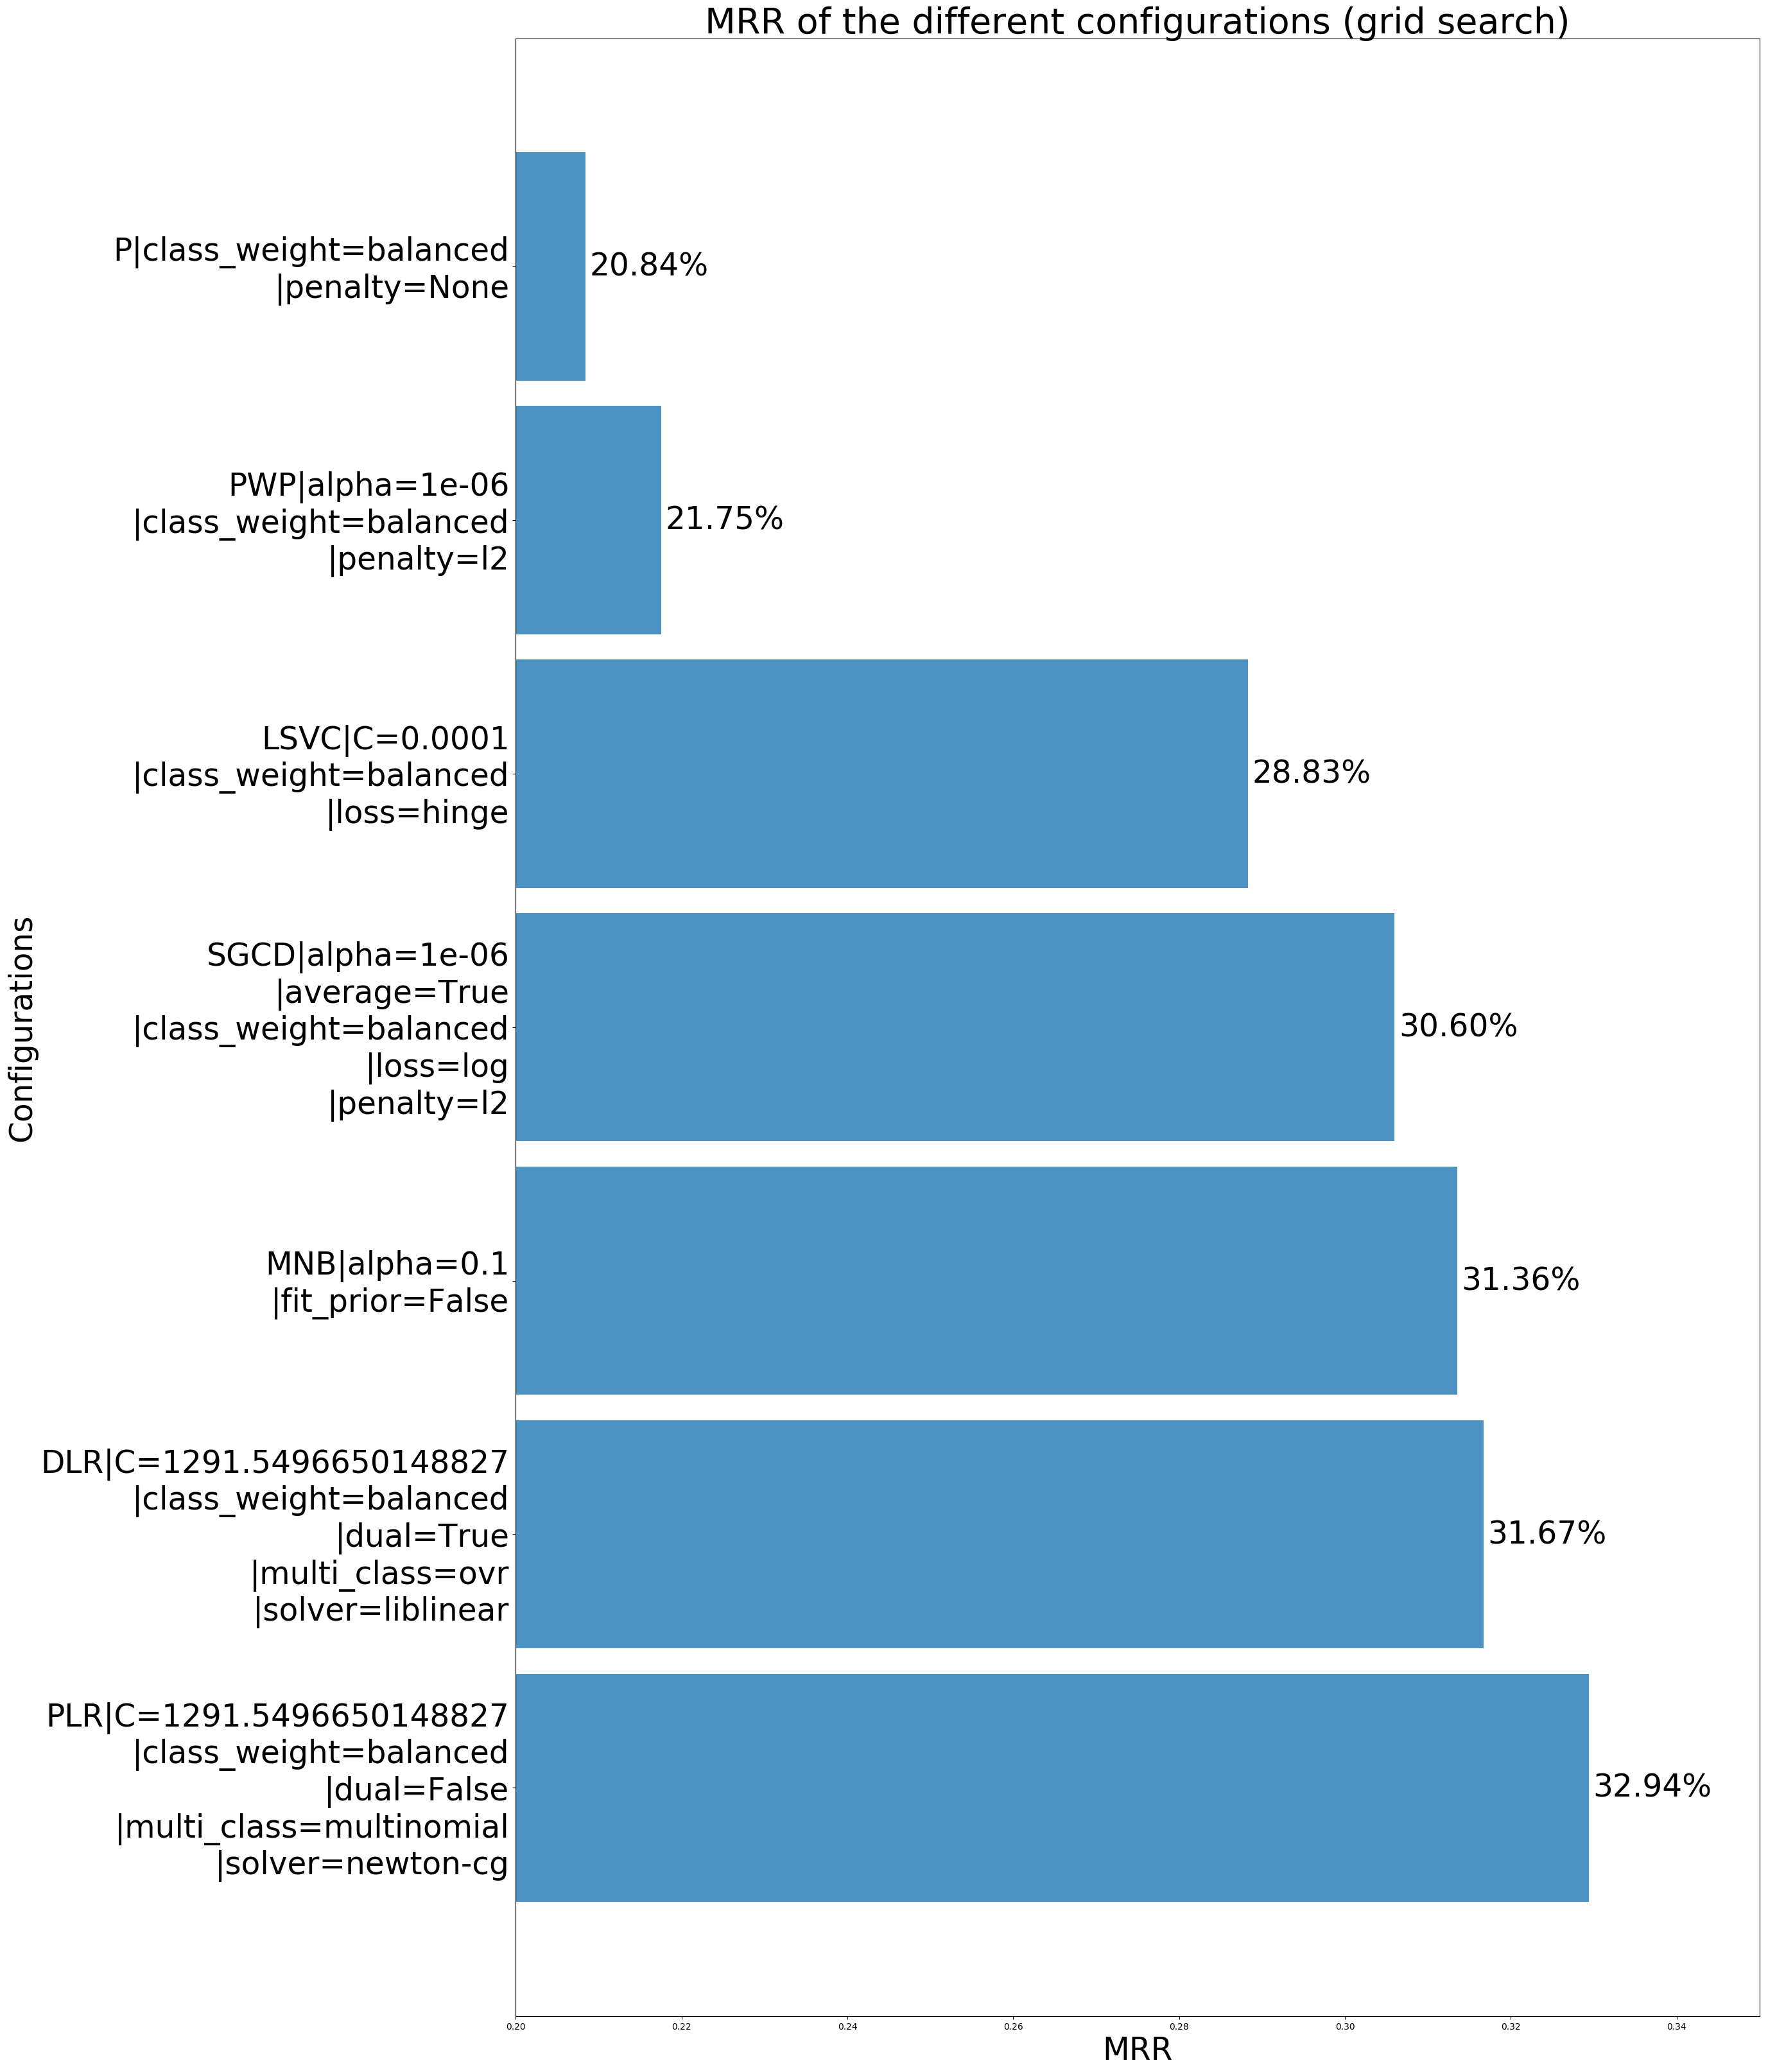 MRR of the different configurations (grid search)
P|class_weight=balanced
|penalty=None
20.84%
PWP|alpha=1e-06
|class_weight=balanced
|penalty=l2
21.75%
LSVC|C=0.0001
|class_weight=balanced
|loss=hinge
28.83%
SGCD|alpha=1e-06
|average=True
|class_weight=balanced
|loss=log
|penalty=l2
30.60%
MNB|alpha=0.1
|fit_prior=False
31.36%
DLR|C=1291.5496650148827
|class_weight=balanced
|dual=True
|multi_class=ovr
|solver=liblinear
31.67%
PLR|C=1291.5496650148827
|class_weight=balanced
|dual=False
|multi_class=multinomial
|solver=newton-cg
32.94%
Configurations
0.20 0.22 0.24 0.26 0.28 0.30 0.32 0.34
MRR